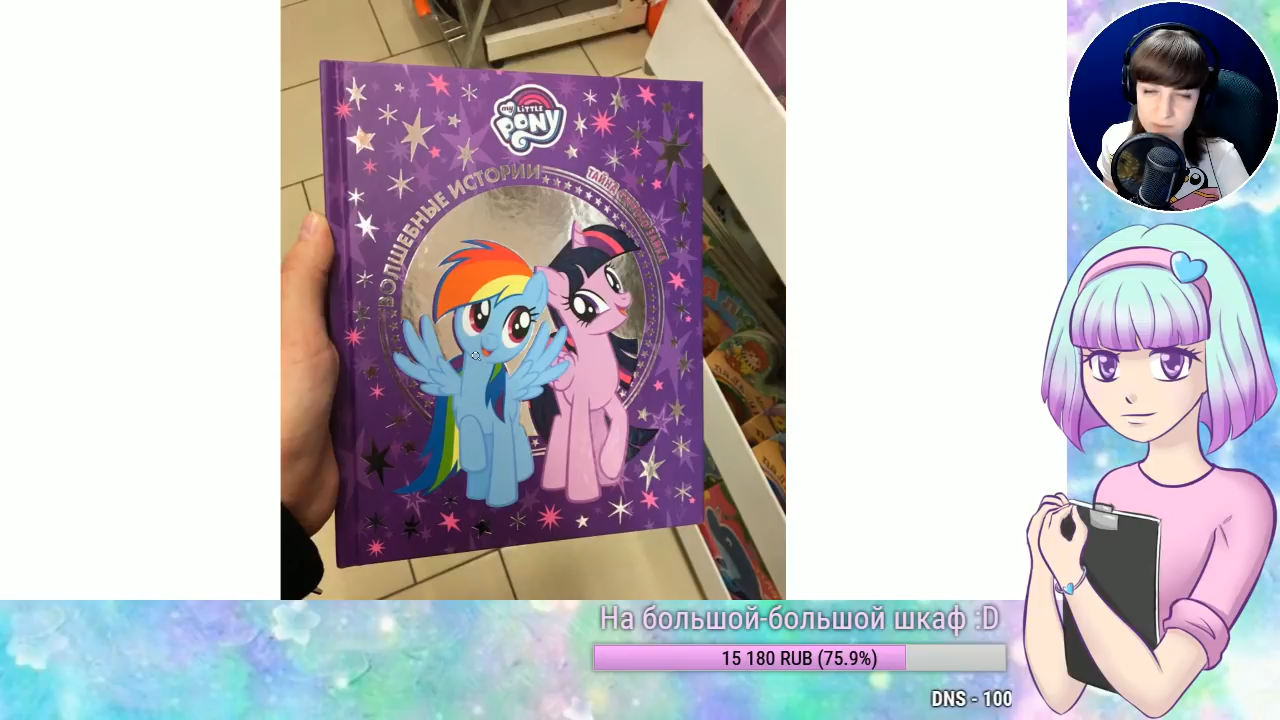 my LiTTLE
PONY
ВОЛШЕБНЫЕ ИСТОРИИ
На большой-большой шкаф :D
15 180 RUB (75.9%)
DNS - 100